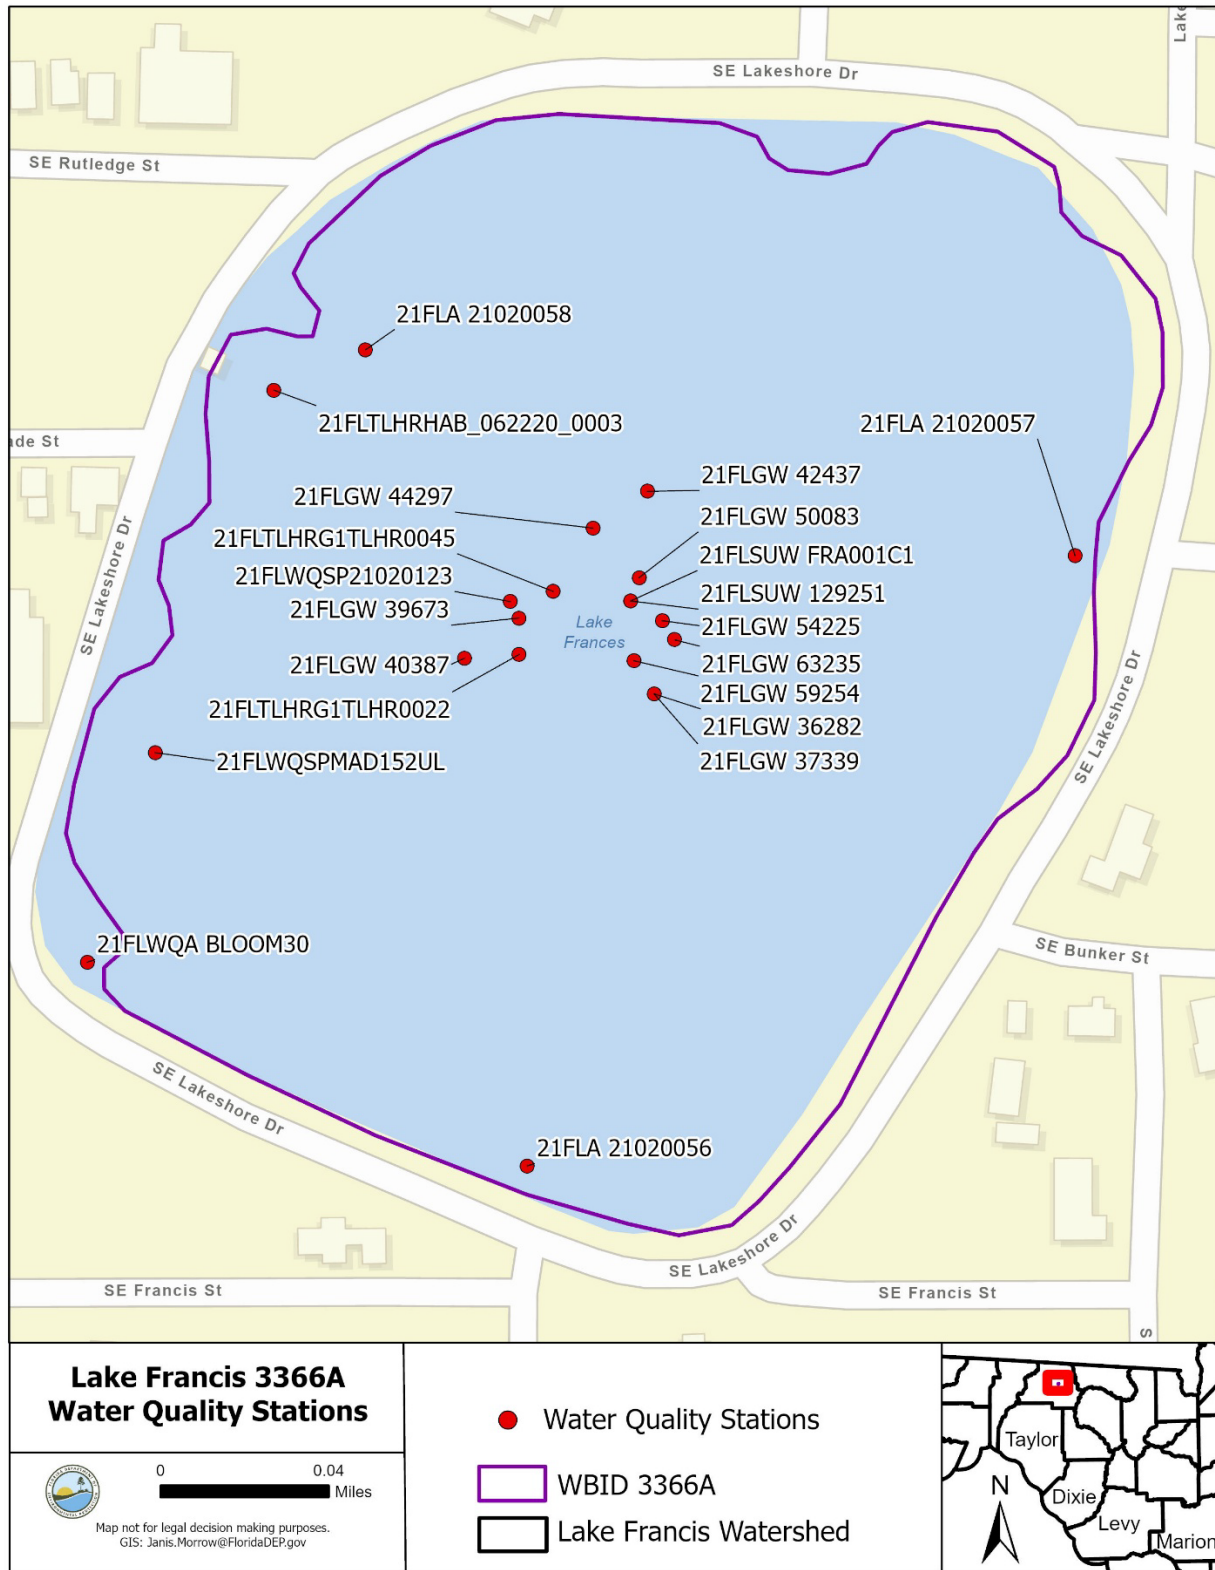 SE Lakeshore Dr
Lake
SE Rutledge St
21FLA 21020058
21FLTLHRHAB_062220_0003
21FLA 21020057
ade St
21FLGW 42437
21FLGW 44297
21FLGW 50083
21FLTLHRG1TLHR0045
21FLSUW FRA001C1
21FLWQSP21020123
21FLSUW 129251
21FLGW 39673
21FLGW 54225
Lake
Frances
21FLGW 40387
21FLGW 63235
21FLGW 59254
21FLTLHRG1TLHR0022
21FLGW 36282
21FLGW 37339
21FLWQSPMAD152UL
SE Lakeshore Dr
SE Lakeshore Dr
21FLWQA BLOOM30
SE Bunker St
SE Lakeshore Dr
21FLA 21020056
SE Lakeshore Dr
SE Francis St
SE Francis St
S
Lake Francis 3366A
Water Quality Stations
0 0.04
Miles
Map not for legal decision making purposes.
GIS: Janis.Morrow@FloridaDEP.gov
Water Quality Stations
WBID 3366A
Lake Francis Watershed
Taylor
Dixie
Levy
Marion
N